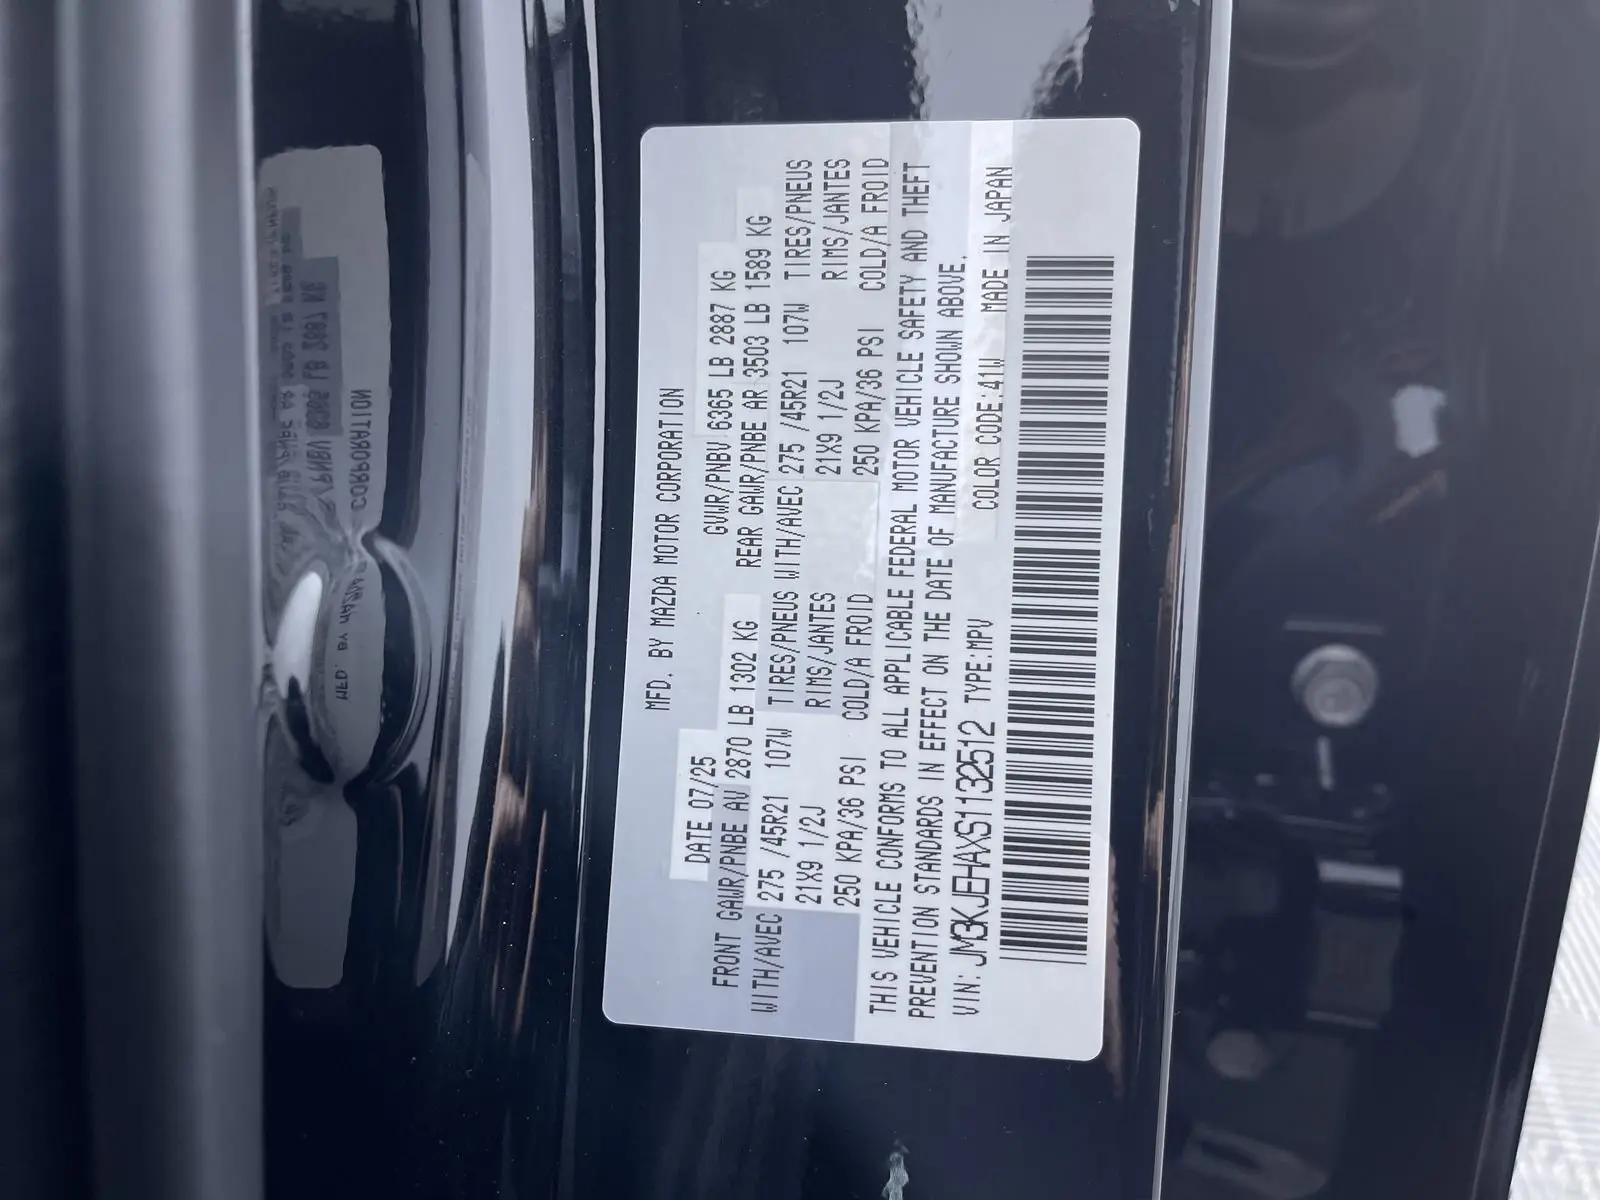 MFD. BY MAZDA MOTOR CORPORATION
DATE 07/25 GVWR/PNBV 6365 LB 2887 KG
FRONT GAWR/PNBE AV 2870 LB 1302 KG REAR GAWR/PNBE AR 3503 LB 1589 KG
WITH/AVEC 275 /45R21 107W TIRES/PNEUS WITH/AVEC 275 /45R21 107W TIRES/PNEUS
21X9 1/2J RIMS/JANTES 21X9 1/2J RIMS/JANTES
250 KPA/36 PSI COLD/A FROID 250 KPA/36 PSI COLD/A FROID
THIS VEHICLE CONFORMS TO ALL APPLICABLE FEDERAL MOTOR VEHICLE SAFETY AND THEFT
PREVENTION STANDARDS IN EFFECT ON THE DATE OF MANUFACTURE SHOWN ABOVE.
VIN: JM3KJEHAXS1132512 TYPE:MPV COLOR CODE:41W MADE IN JAPAN